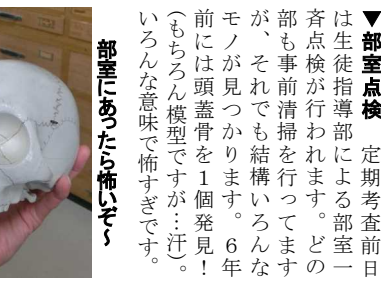 ▼部室点検　定期考査前日
は生徒指導部による部室一
斉点検が行われます。どの
部も事前清掃を行ってます
が、それでも結構いろんな
モノが見つかります。６年
前には頭蓋骨を１個発見！
（もちろん模型ですが…汗）。
いろんな意味で怖すぎです。
部室にあったら怖いぞ～